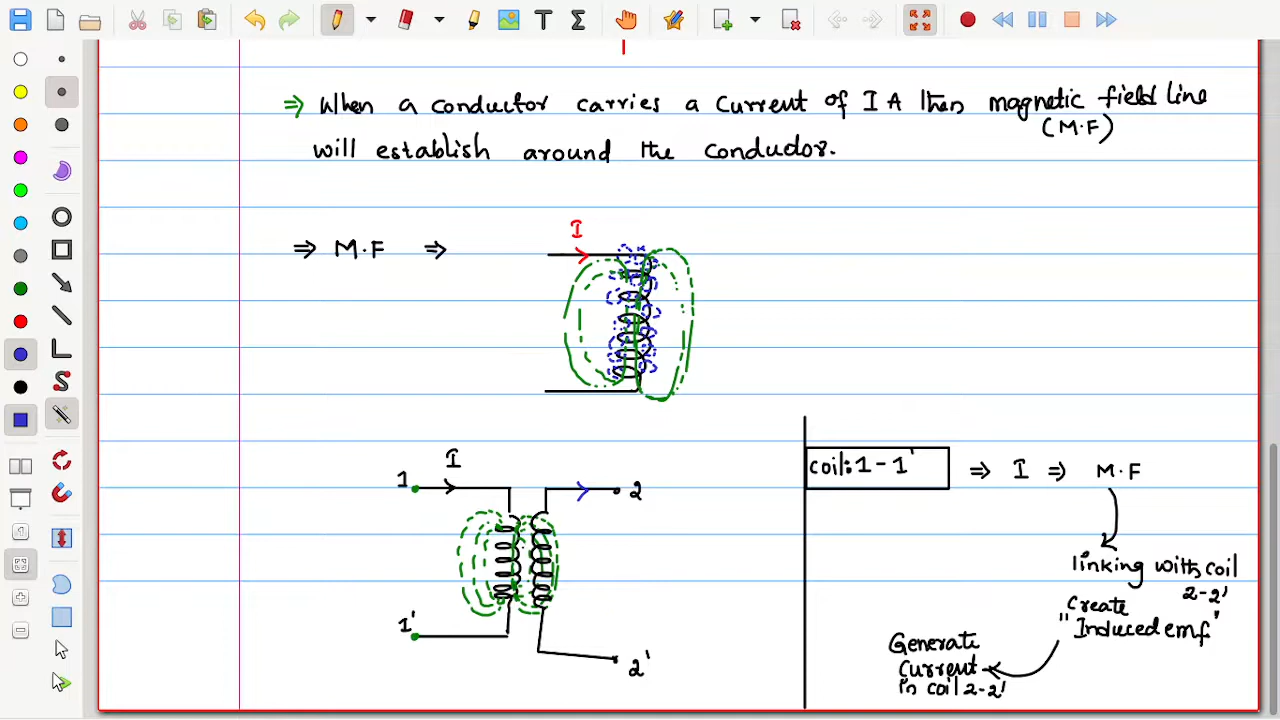 ⇒ When a conductor carries a current of I A then magnetic field line
(M.F)
will establish around the conductor.
⇒ M.F ⇒
I
I
1
2
1'
2'
coil: 1 - 1' ⇒ I ⇒ M.F
linking with coil
2-2'
create
"Induced emf"
Generate
Current
in coil 2-2'